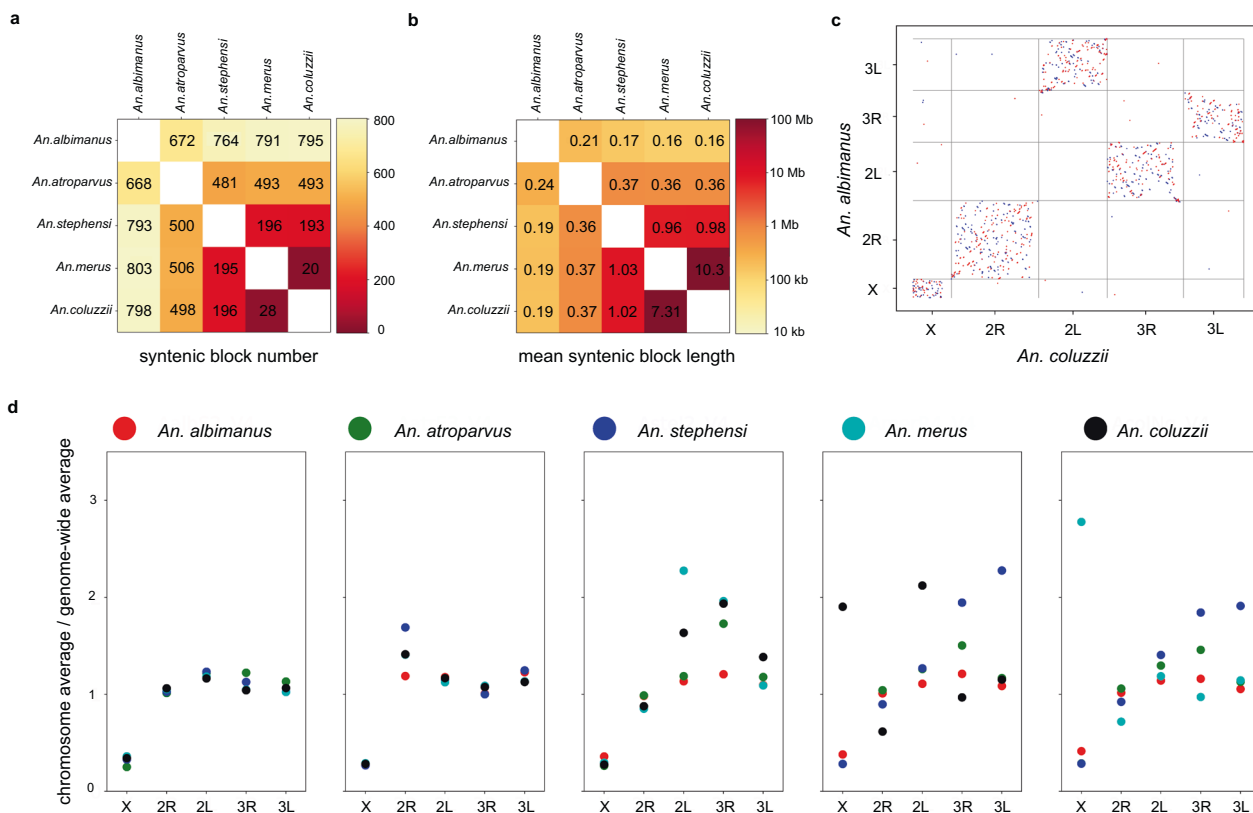 a
An.albimanus
An.atroparvus
An.stephensi
An.merus
An.coluzzii
An.albimanus 672 764 791 795
An.atroparvus 668 481 493 493
An.stephensi 793 500 196 193
An.merus 803 506 195 20
An.coluzzii 798 498 196 28
800
600
400
200
0
syntenic block number
b
An.albimanus
An.atroparvus
An.stephensi
An.merus
An.coluzzii
An.albimanus 0.21 0.17 0.16 0.16
An.atroparvus 0.24 0.37 0.36 0.36
An.stephensi 0.19 0.36 0.96 0.98
An.merus 0.19 0.37 1.03 10.3
An.coluzzii 0.19 0.37 1.02 7.31
100 Mb
10 Mb
1 Mb
100 kb
10 kb
mean syntenic block length
c
An. albimanus
3L
3R
2L
2R
X
X 2R 2L 3R 3L
An. coluzzii
d
An. albimanus
An. atroparvus
An. stephensi
An. merus
An. coluzzii
chromosome average / genome-wide average
3
2
1
0
X 2R 2L 3R 3L
X 2R 2L 3R 3L
X 2R 2L 3R 3L
X 2R 2L 3R 3L
X 2R 2L 3R 3L